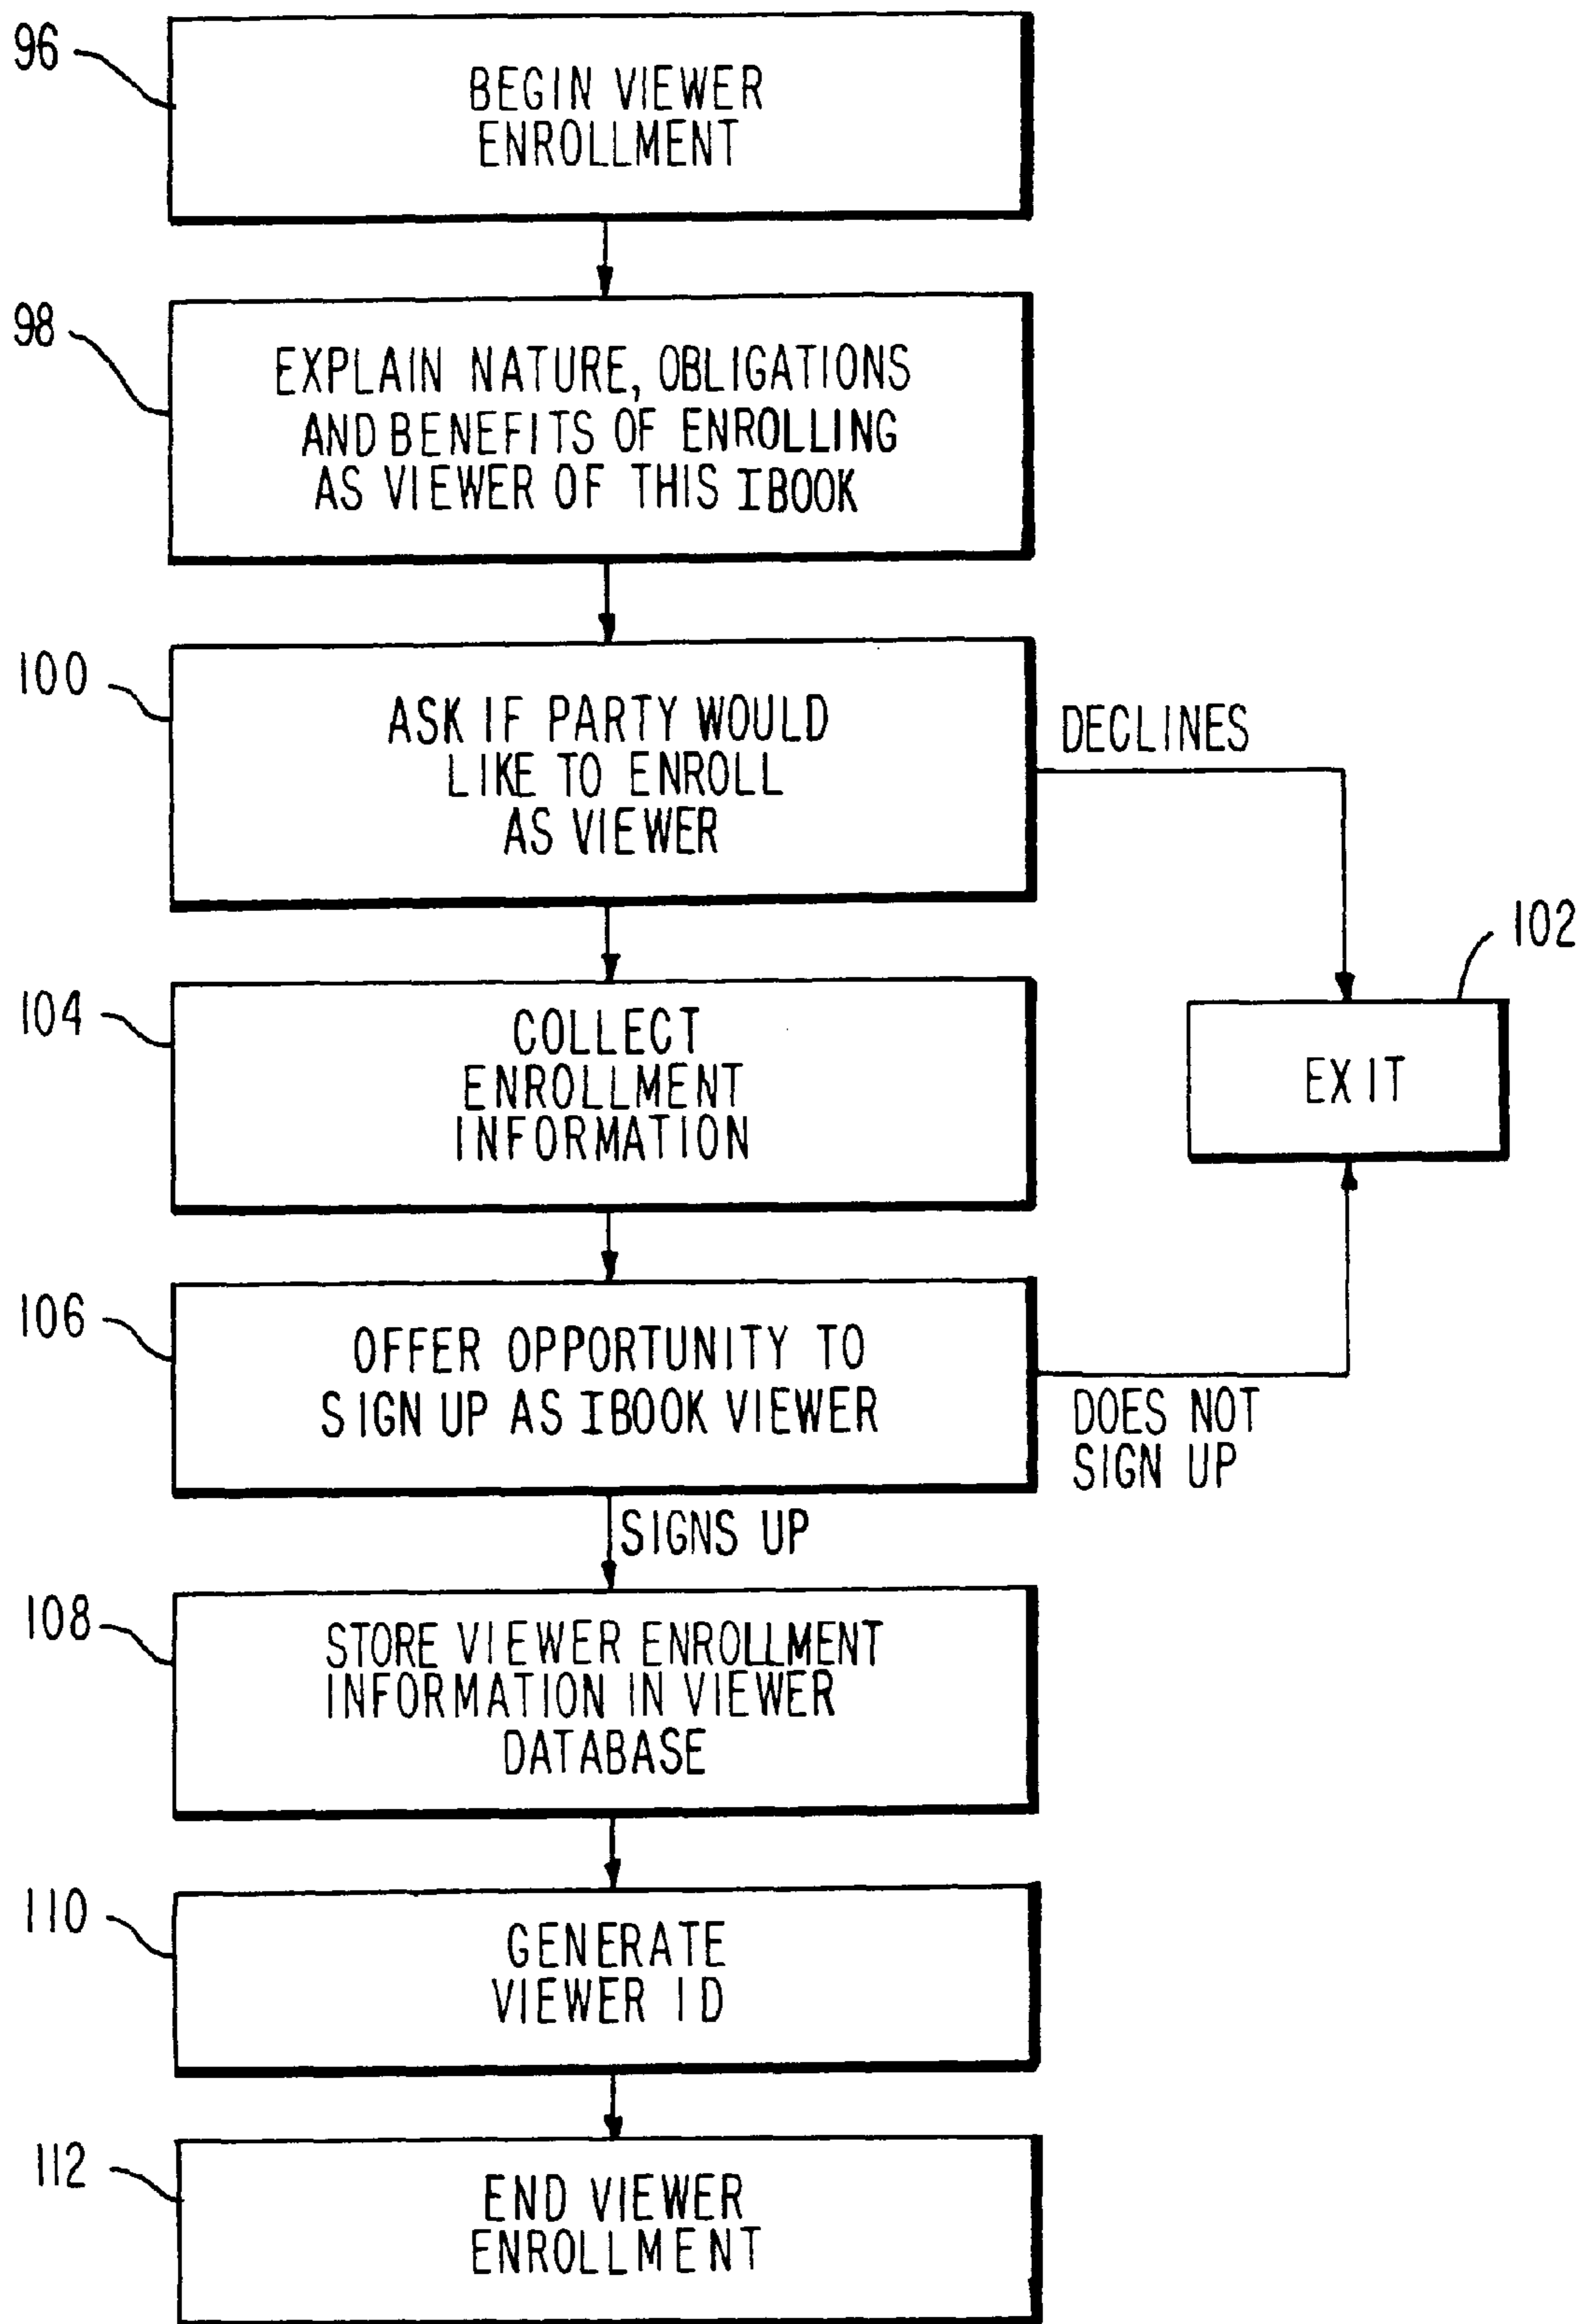 96
BEGIN VIEWER
ENROLLMENT
98
EXPLAIN NATURE, OBLIGATIONS
AND BENEFITS OF ENROLLING
AS VIEWER OF THIS IBOOK
100
ASK IF PARTY WOULD
LIKE TO ENROLL
AS VIEWER
DECLINES
102
EXIT
104
COLLECT
ENROLLMENT
INFORMATION
106
OFFER OPPORTUNITY TO
SIGN UP AS IBOOK VIEWER
DOES NOT
SIGN UP
SIGNS UP
108
STORE VIEWER ENROLLMENT
INFORMATION IN VIEWER
DATABASE
110
GENERATE
VIEWER ID
112
END VIEWER
ENROLLMENT